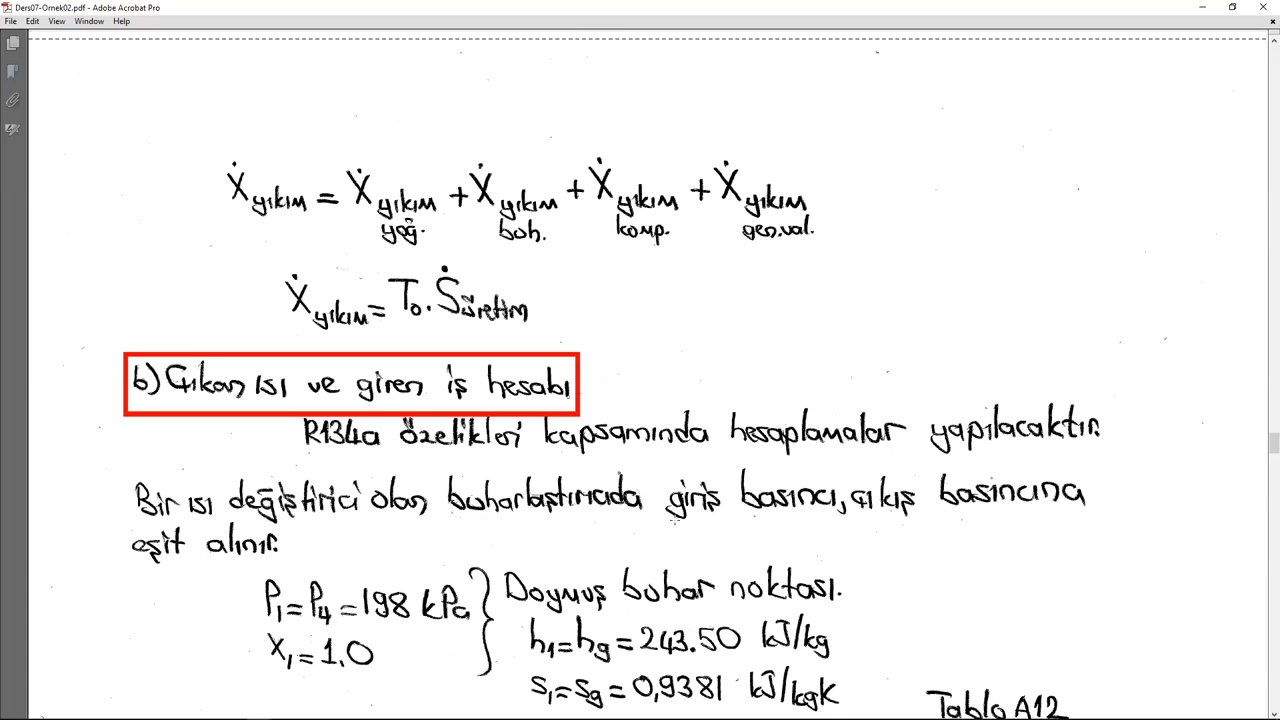 Ders07-Ornek02.pdf - Adobe Acrobat Pro
File Edit View Window Help
Ẋyıkım = Ẋyıkım + Ẋyıkım + Ẋyıkım + Ẋyıkım
yoğ. buh. komp. gen.val.
Ẋyıkım = T₀.Ṡüretim
b) Çıkan ısı ve giren iş hesabı
R134a özelikleri kapsamında hesaplamalar yapılacaktır.
Bir ısı değiştirici olan buharlaştırıcıda giriş basıncı, çıkış basıncına
eşit alınır.
P₁=P₄=198 kPa } Doymuş buhar noktası.
x₁=1.0
h₁=hg=243.50 kJ/kg
s₁=sg=0,9381 kJ/kgK
Tablo A12